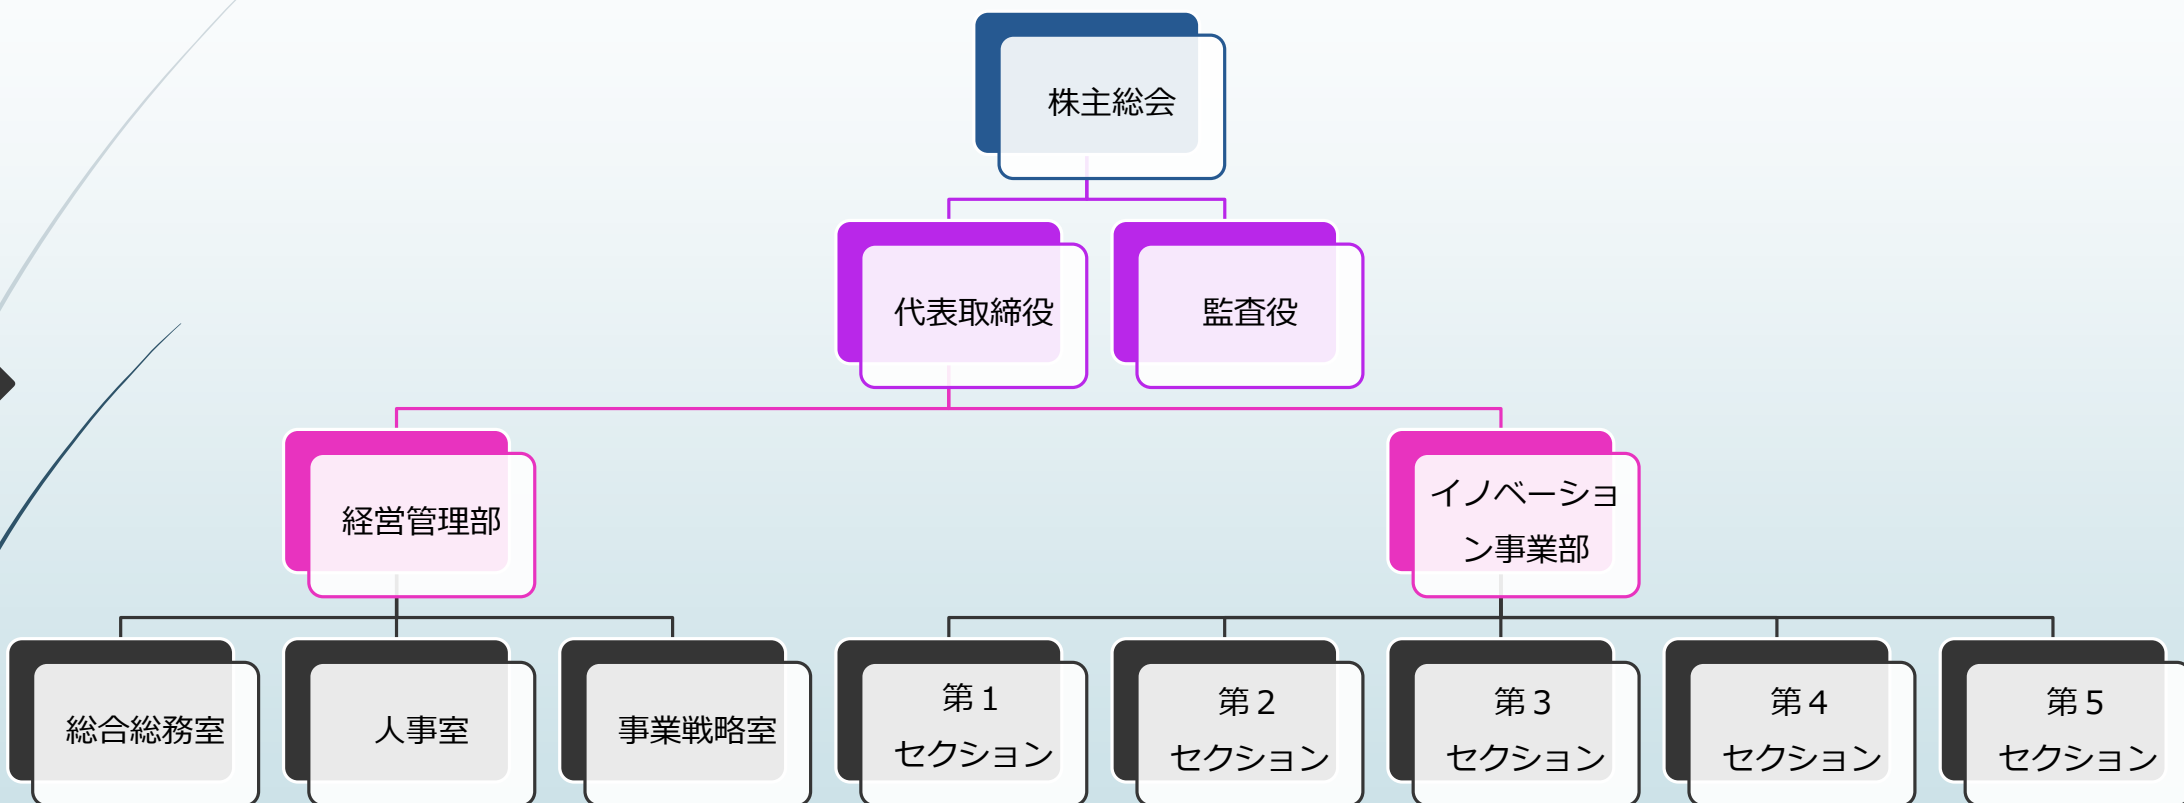 株主総会
代表取締役
監査役
経営管理部
イノベーショ
ン事業部
総合総務室
人事室
事業戦略室
第１
セクション
第２
セクション
第３
セクション
第４
セクション
第５
セクション